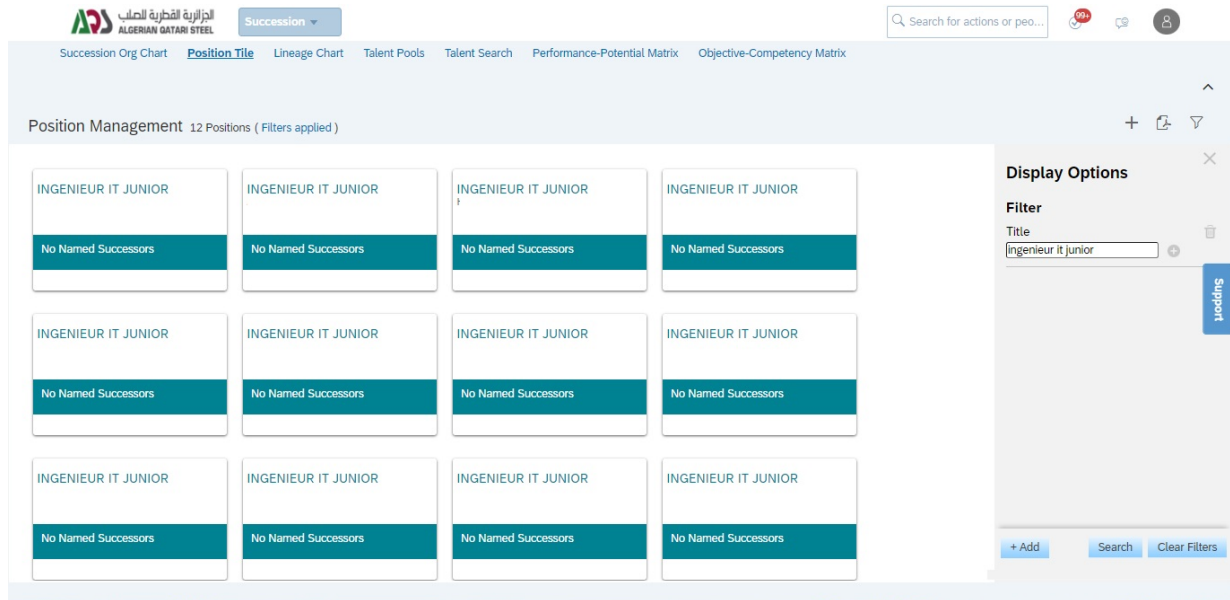 الجزائرية القطرية للصلب
ALGERIAN QATARI STEEL
Succession
Search for actions or peo...
99+
Succession Org Chart Position Tile Lineage Chart Talent Pools Talent Search Performance-Potential Matrix Objective-Competency Matrix
Position Management 12 Positions ( Filters applied )
INGENIEUR IT JUNIOR INGENIEUR IT JUNIOR INGENIEUR IT JUNIOR INGENIEUR IT JUNIOR
No Named Successors No Named Successors No Named Successors No Named Successors
INGENIEUR IT JUNIOR INGENIEUR IT JUNIOR INGENIEUR IT JUNIOR INGENIEUR IT JUNIOR
No Named Successors No Named Successors No Named Successors No Named Successors
INGENIEUR IT JUNIOR INGENIEUR IT JUNIOR INGENIEUR IT JUNIOR INGENIEUR IT JUNIOR
No Named Successors No Named Successors No Named Successors No Named Successors
Display Options
Filter
Title
ingenieur it junior
Support
+ Add Search Clear Filters